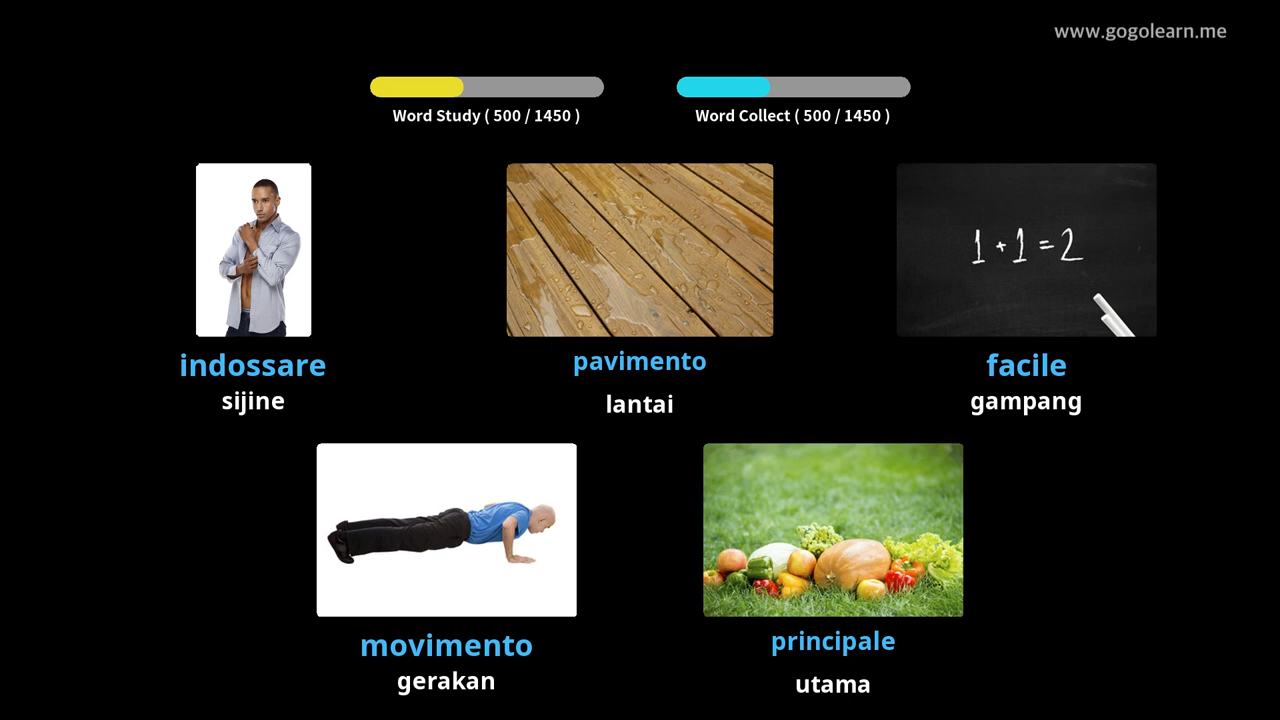 www.gogolearn.me
Word Study ( 500 / 1450 )
Word Collect ( 500 / 1450 )
indossare
sijine
pavimento
lantai
1 + 1 = 2
facile
gampang
movimento
gerakan
principale
utama